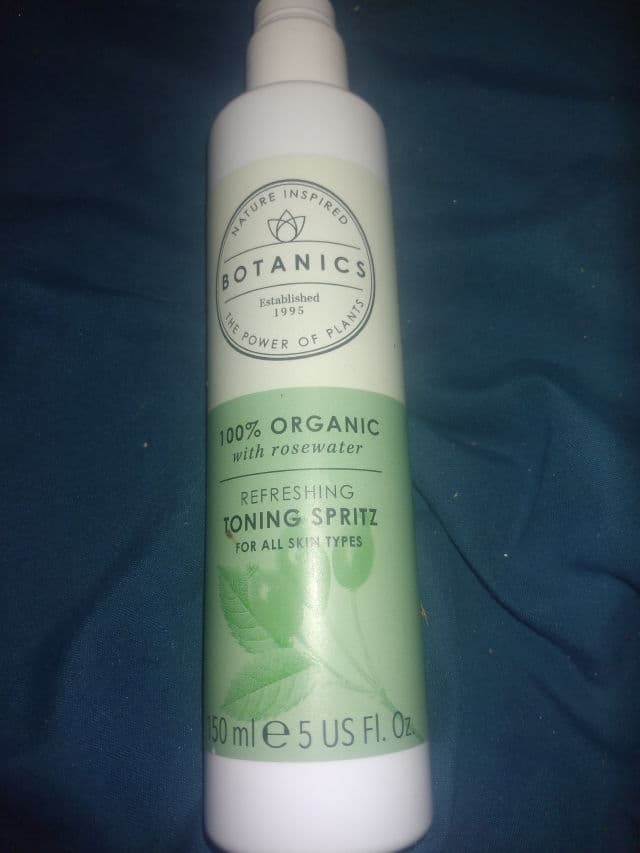 NATURE INSPIRED
BOTANICS
Established
1995
THE POWER OF PLANTS
100% ORGANIC
with rosewater
REFRESHING
TONING SPRITZ
FOR ALL SKIN TYPES
150 ml e 5 US Fl. Oz.